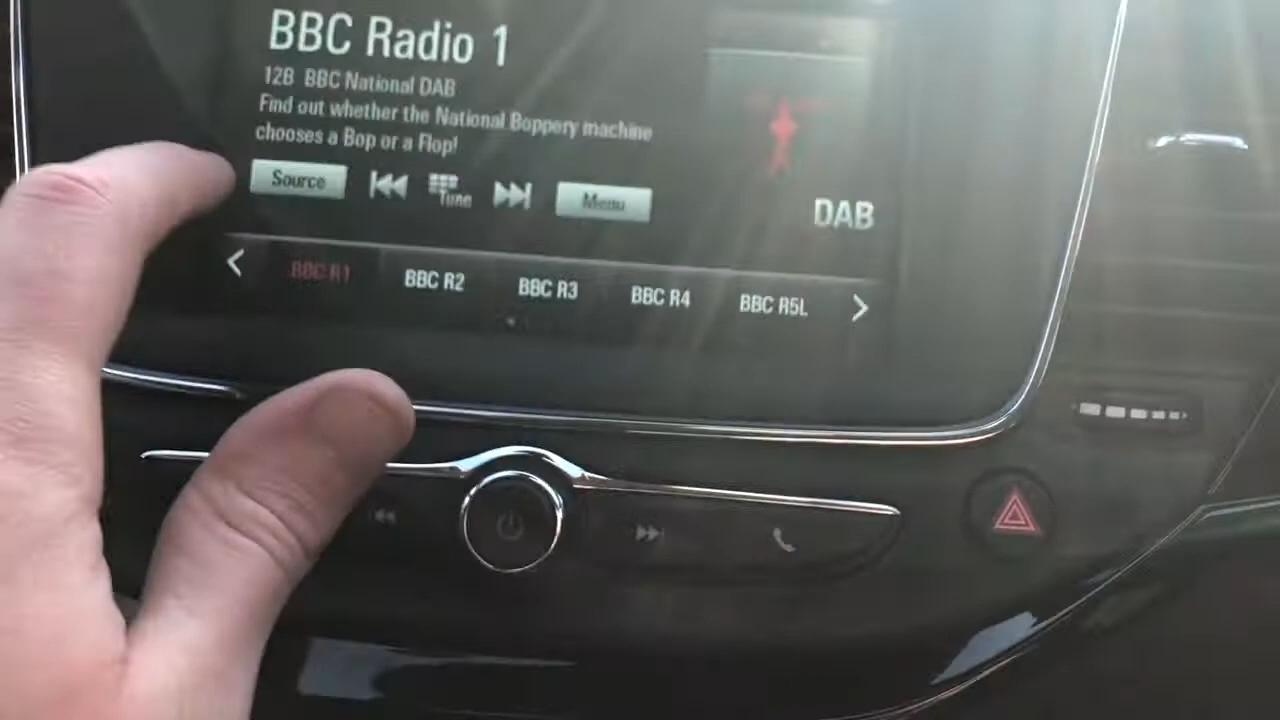 BBC Radio 1
12B BBC National DAB
Find out whether the National Boppery machine
chooses a Bop or a Flop!
Source
Tune
Menu
DAB
BBC R1
BBC R2
BBC R3
BBC R4
BBC R5L